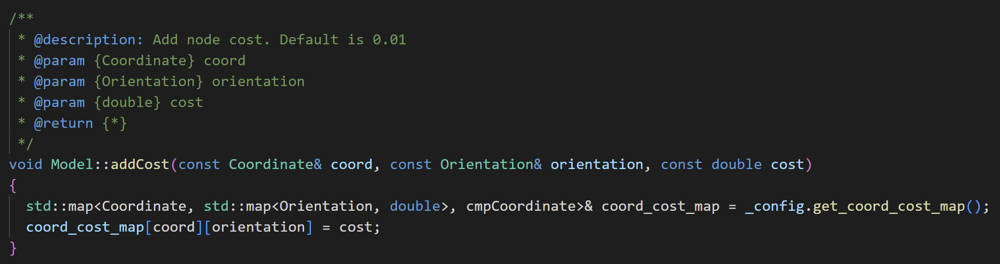 /**
 * @description: Add node cost. Default is 0.01
 * @param {Coordinate} coord
 * @param {Orientation} orientation
 * @param {double} cost
 * @return {*}
 */
void Model::addCost(const Coordinate& coord, const Orientation& orientation, const double cost)
{
  std::map<Coordinate, std::map<Orientation, double>, cmpCoordinate>& coord_cost_map = _config.get_coord_cost_map();
  coord_cost_map[coord][orientation] = cost;
}